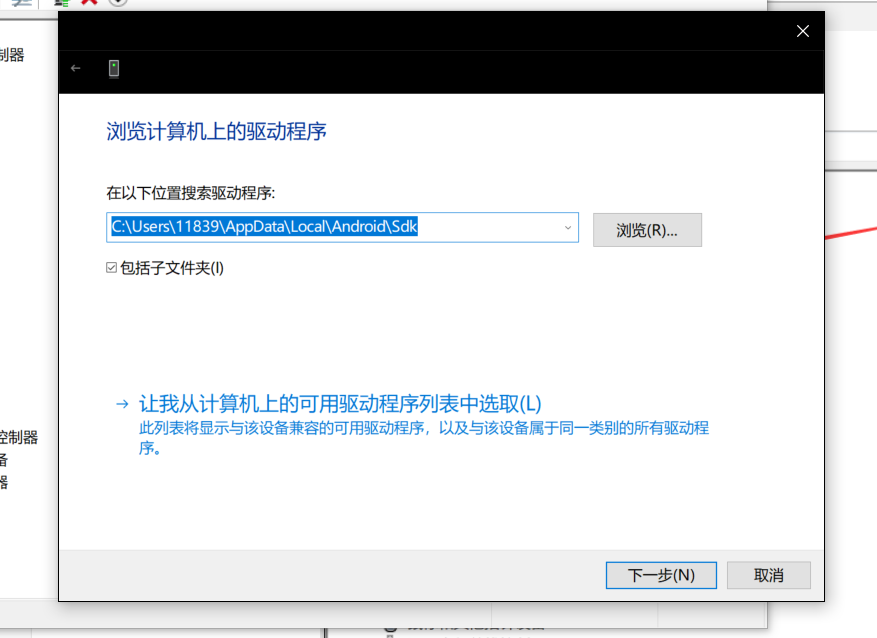 制器
浏览计算机上的驱动程序
在以下位置搜索驱动程序:
C:\Users\11839\AppData\Local\Android\Sdk
浏览(R)...
包括子文件夹(I)
让我从计算机上的可用驱动程序列表中选取(L)
此列表将显示与该设备兼容的可用驱动程序，以及与该设备属于同一类别的所有驱动程
序。
控制器
备
器
下一步(N)
取消